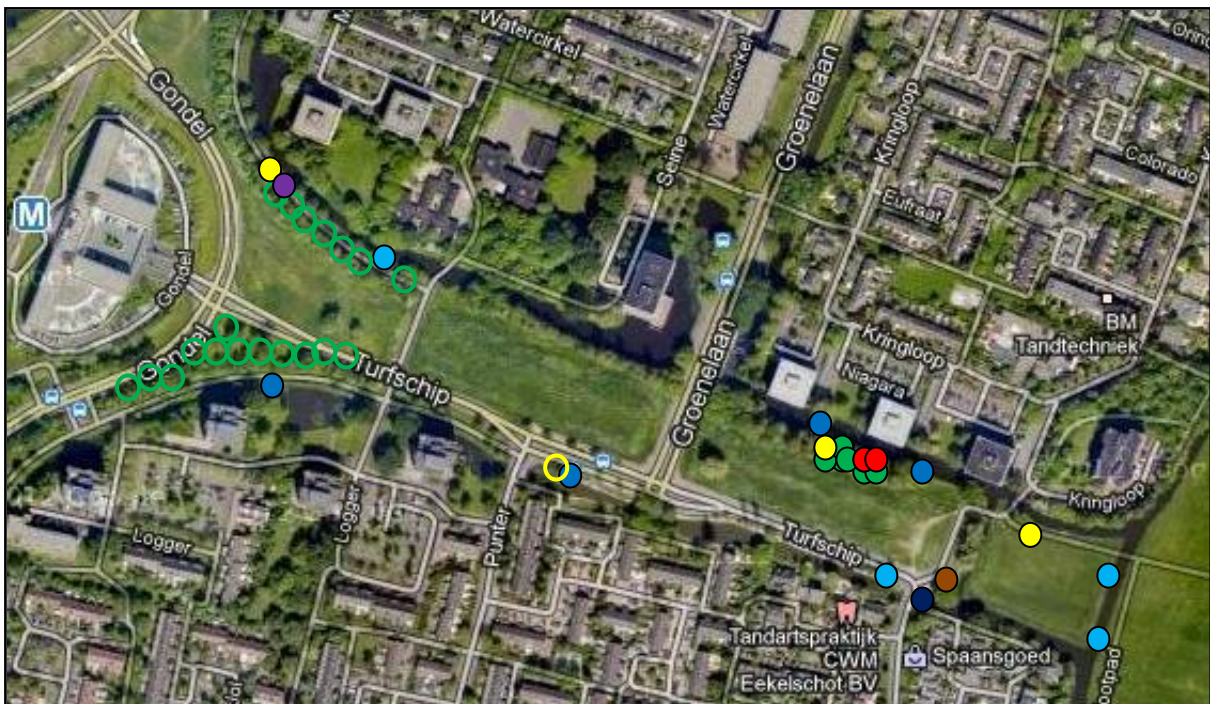 Watercirkel
Watercirkel
Gondel
Groenelaan
Kringloop
Colorado
Seine
Eufraat
M
Gondel
Gondel
BM
Tandtechniek
Kringloop
Niagara
Turfschip
Groenelaan
Kringloop
Logger
Logger
Punter
Turfschip
Tandartspraktijk
CWM
Eekelschot BV
Spaansgoed